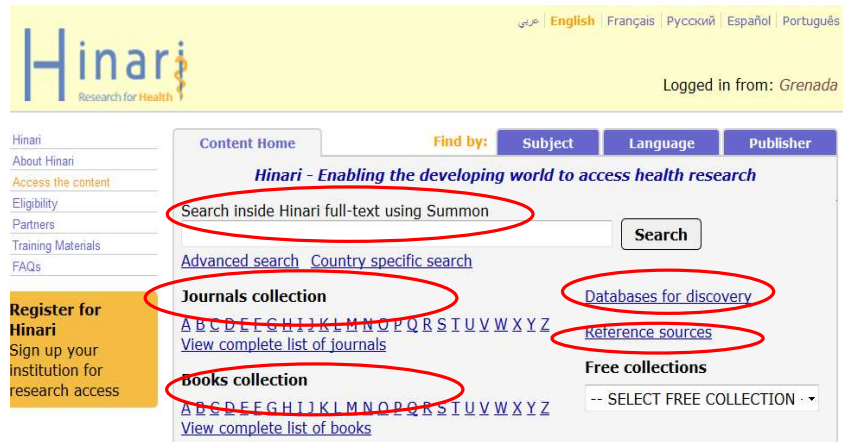 عربي English Français Русский Español Português
Hinari
Research for Health
Logged in from: Grenada
Hinari
About Hinari
Access the content
Eligibility
Partners
Training Materials
FAQs
Register for
Hinari
Sign up your
institution for
research access
Content Home Find by: Subject Language Publisher
Hinari - Enabling the developing world to access health research
Search inside Hinari full-text using Summon
Search
Advanced search Country specific search
Journals collection
A B C D E F G H I J K L M N O P Q R S T U V W X Y Z
View complete list of journals
Books collection
A B C D E F G H I J K L M N O P Q R S T U V W X Y Z
View complete list of books
Databases for discovery
Reference sources
Free collections
-- SELECT FREE COLLECTION -